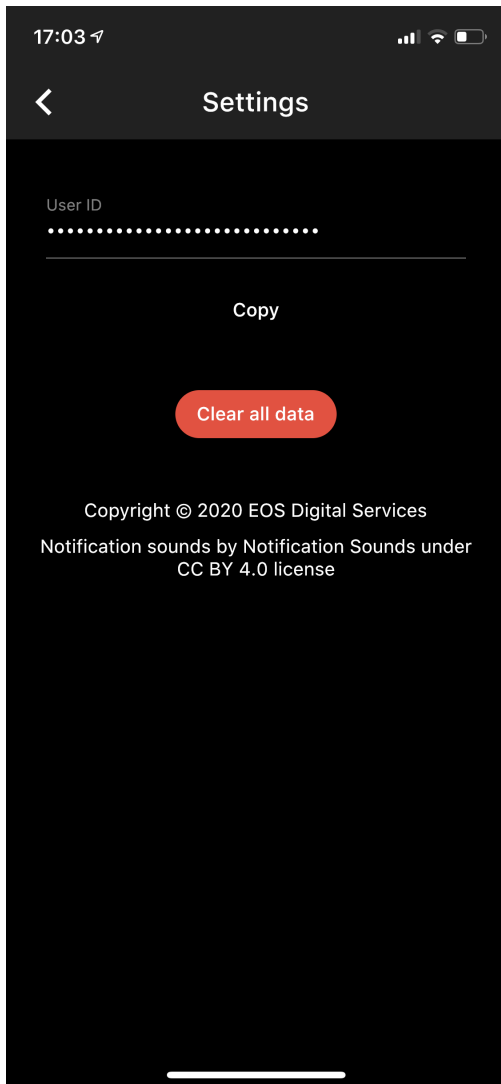 17:03
Settings
User ID
••••••••••••••••••••••••••••
Copy
Clear all data
Copyright © 2020 EOS Digital Services
Notification sounds by Notification Sounds under
CC BY 4.0 license